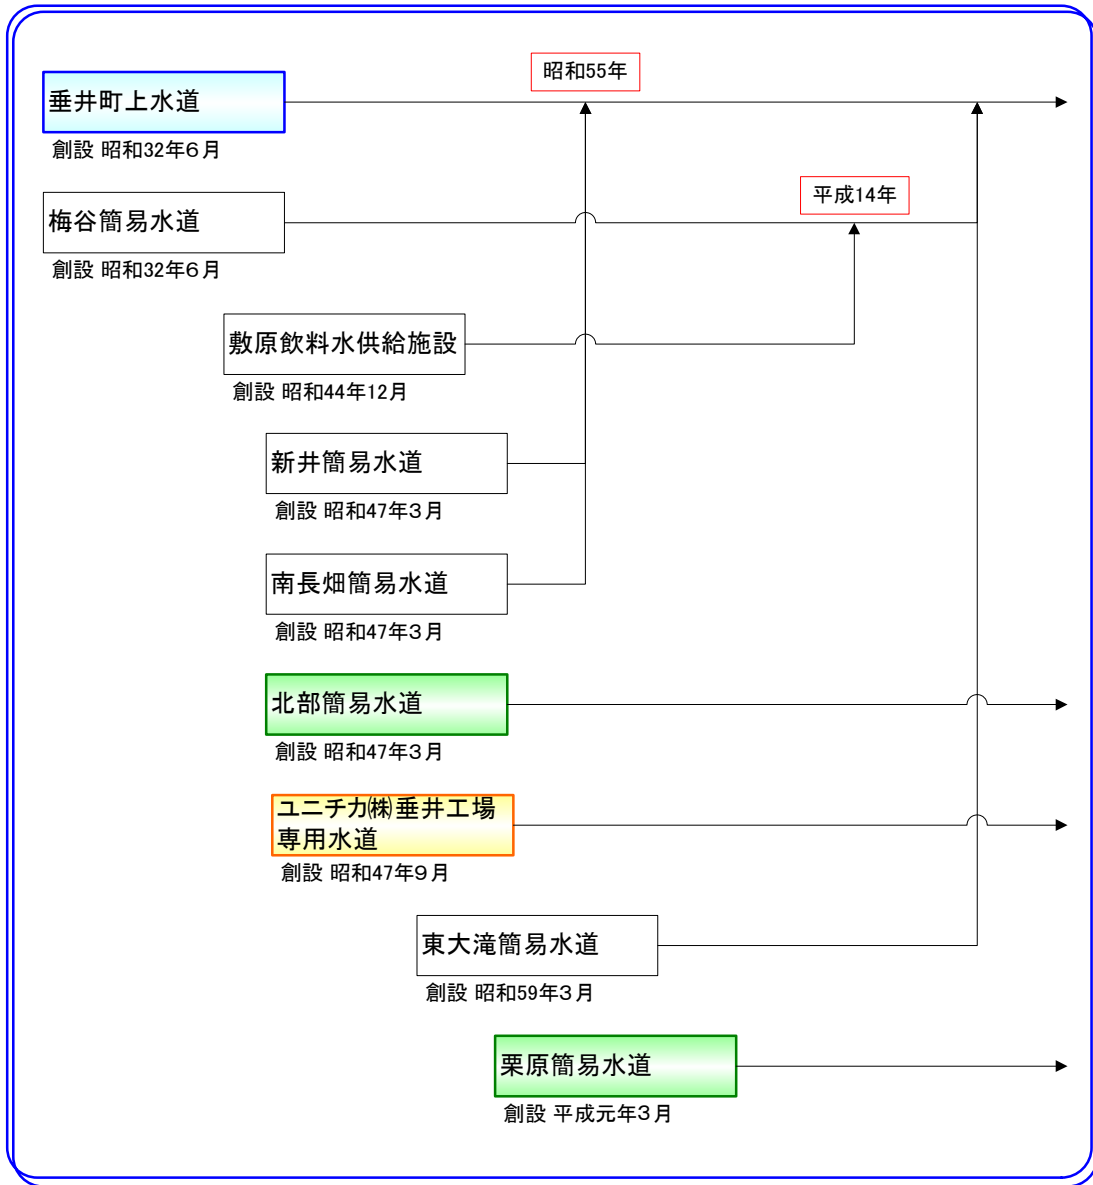 昭和55年
垂井町上水道
創設 昭和32年6月
平成14年
梅谷簡易水道
創設 昭和32年6月
敷原飲料水供給施設
創設 昭和44年12月
新井簡易水道
創設 昭和47年3月
南長畑簡易水道
創設 昭和47年3月
北部簡易水道
創設 昭和47年3月
ユニチカ㈱垂井工場
専用水道
創設 昭和47年9月
東大滝簡易水道
創設 昭和59年3月
栗原簡易水道
創設 平成元年3月